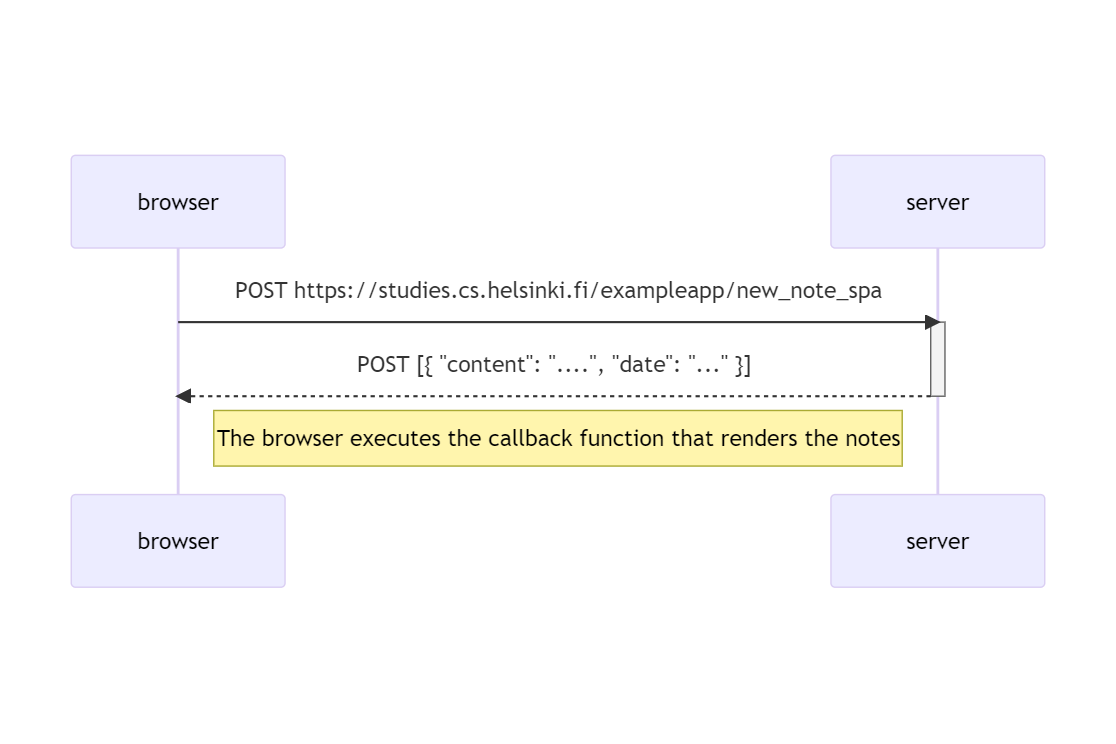 browser
server
POST https://studies.cs.helsinki.fi/exampleapp/new_note_spa
POST [{ "content": "....", "date": "..." }]
The browser executes the callback function that renders the notes
browser
server